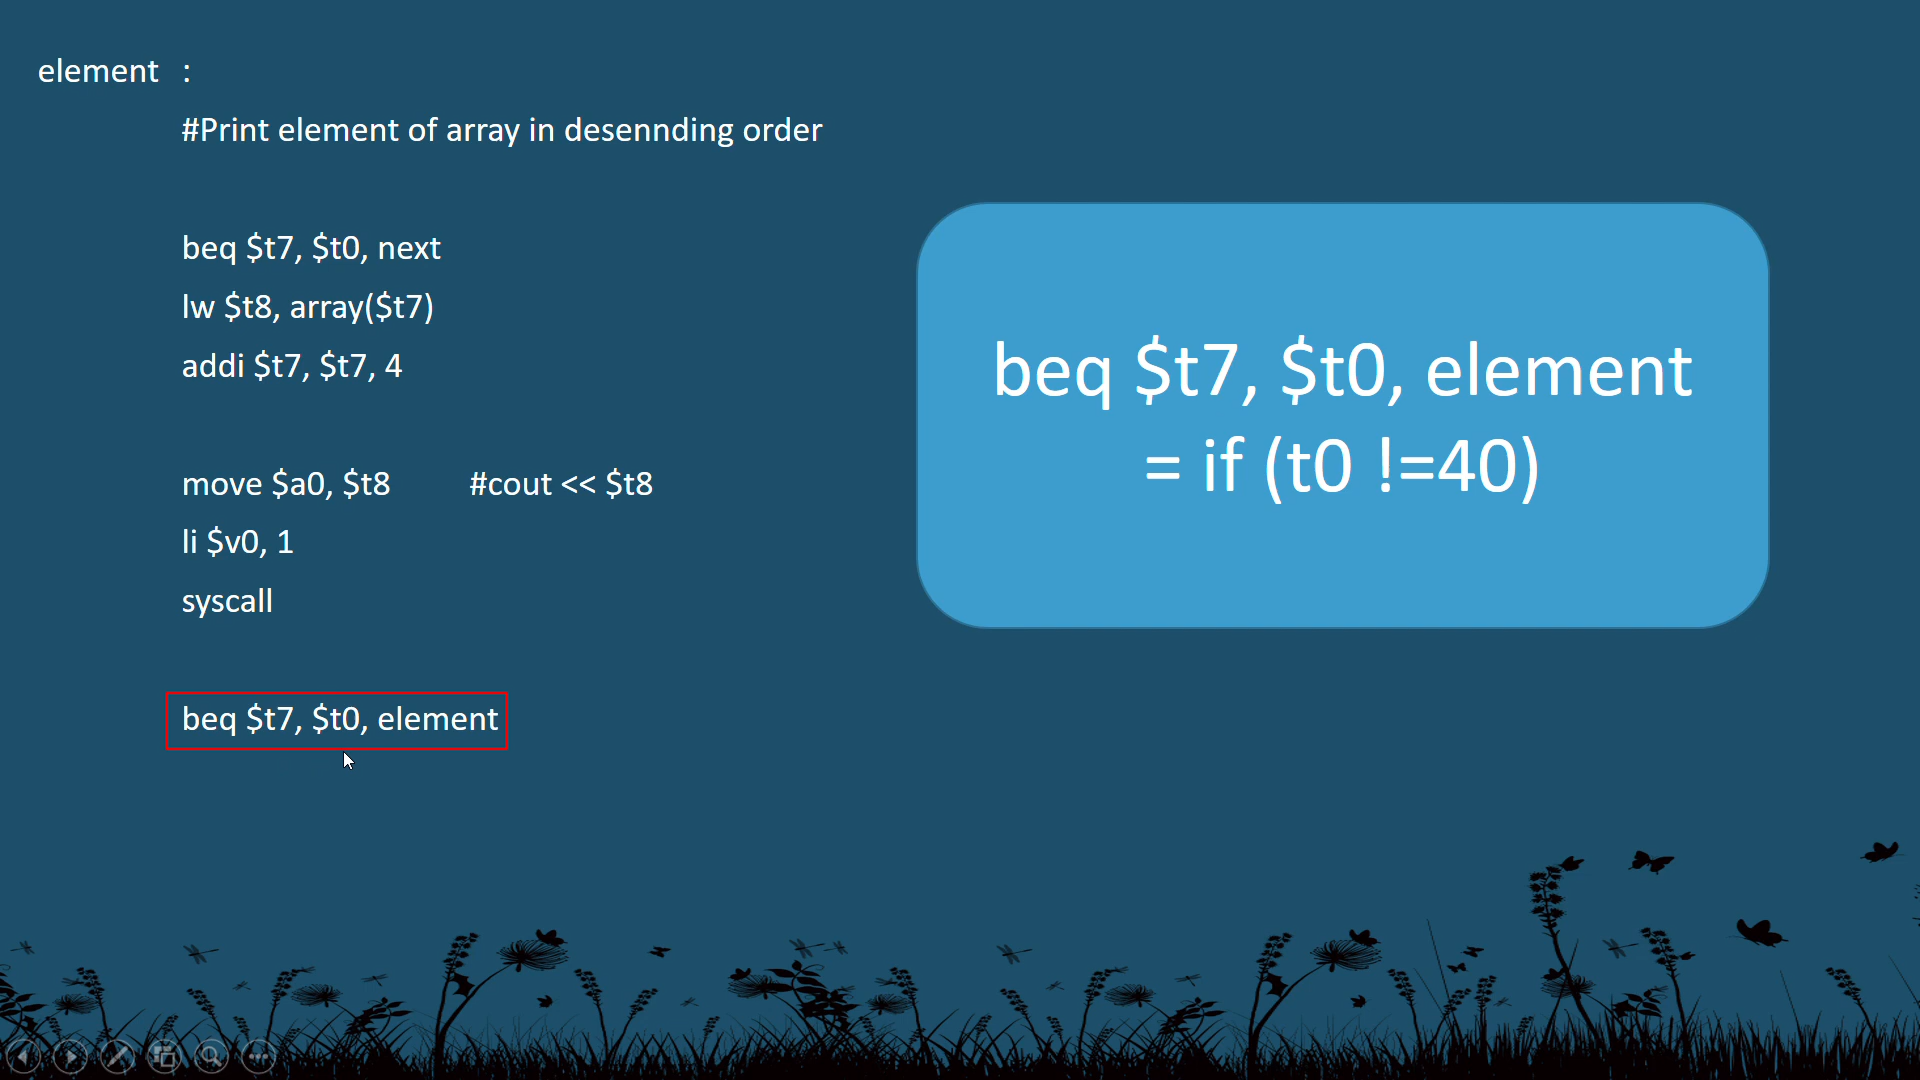 element :
#Print element of array in desennding order
beq $t7, $t0, next
lw $t8, array($t7)
addi $t7, $t7, 4
move $a0, $t8 #cout << $t8
li $v0, 1
syscall
beq $t7, $t0, element
beq $t7, $t0, element
= if (t0 !=40)